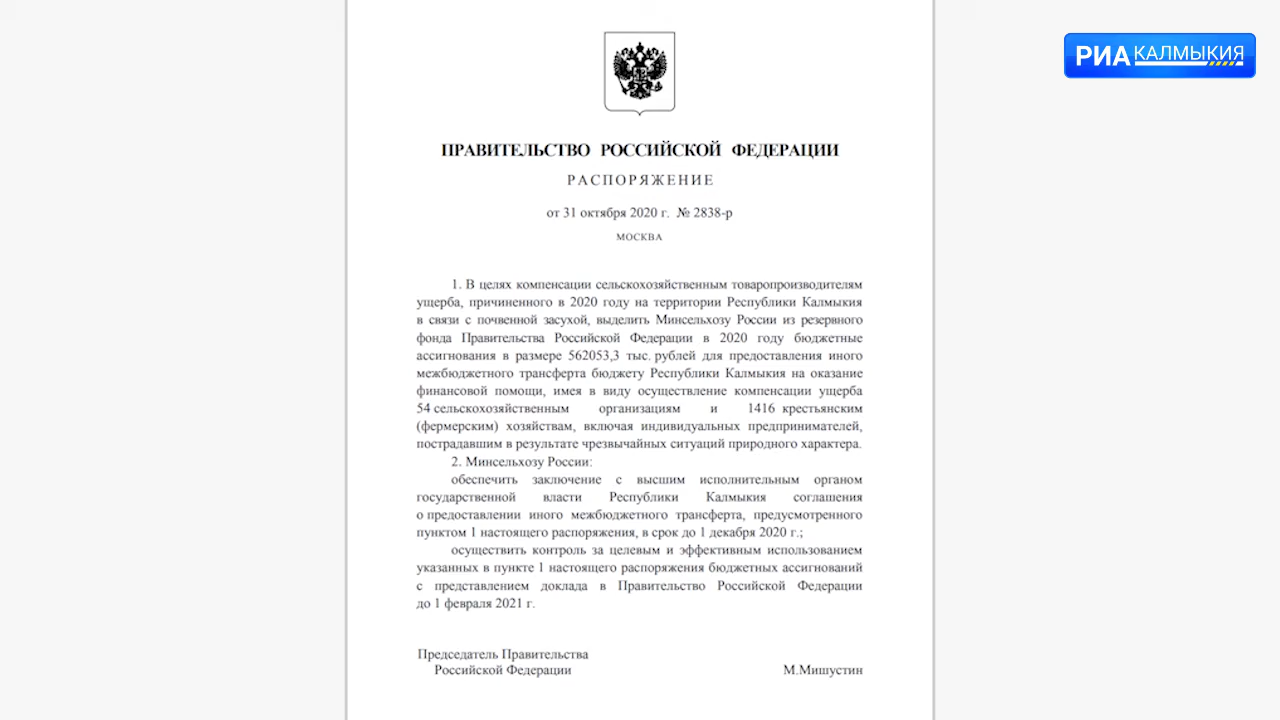 РИА КАЛМЫКИЯ
ПРАВИТЕЛЬСТВО РОССИЙСКОЙ ФЕДЕРАЦИИ
РАСПОРЯЖЕНИЕ
от 31 октября 2020 г. № 2838-р
МОСКВА
1. В целях компенсации сельскохозяйственным товаропроизводителям
ущерба, причиненного в 2020 году на территории Республики Калмыкия
в связи с почвенной засухой, выделить Минсельхозу России из резервного
фонда Правительства Российской Федерации в 2020 году бюджетные
ассигнования в размере 562053,3 тыс. рублей для предоставления иного
межбюджетного трансферта бюджету Республики Калмыкия на оказание
финансовой помощи, имея в виду осуществление компенсации ущерба
54 сельскохозяйственным организациям и 1416 крестьянским
(фермерским) хозяйствам, включая индивидуальных предпринимателей,
пострадавшим в результате чрезвычайных ситуаций природного характера.
2. Минсельхозу России:
обеспечить заключение с высшим исполнительным органом
государственной власти Республики Калмыкия соглашения
о предоставлении иного межбюджетного трансферта, предусмотренного
пунктом 1 настоящего распоряжения, в срок до 1 декабря 2020 г.;
осуществить контроль за целевым и эффективным использованием
указанных в пункте 1 настоящего распоряжения бюджетных ассигнований
с представлением доклада в Правительство Российской Федерации
до 1 февраля 2021 г.
Председатель Правительства
Российской Федерации М.Мишустин